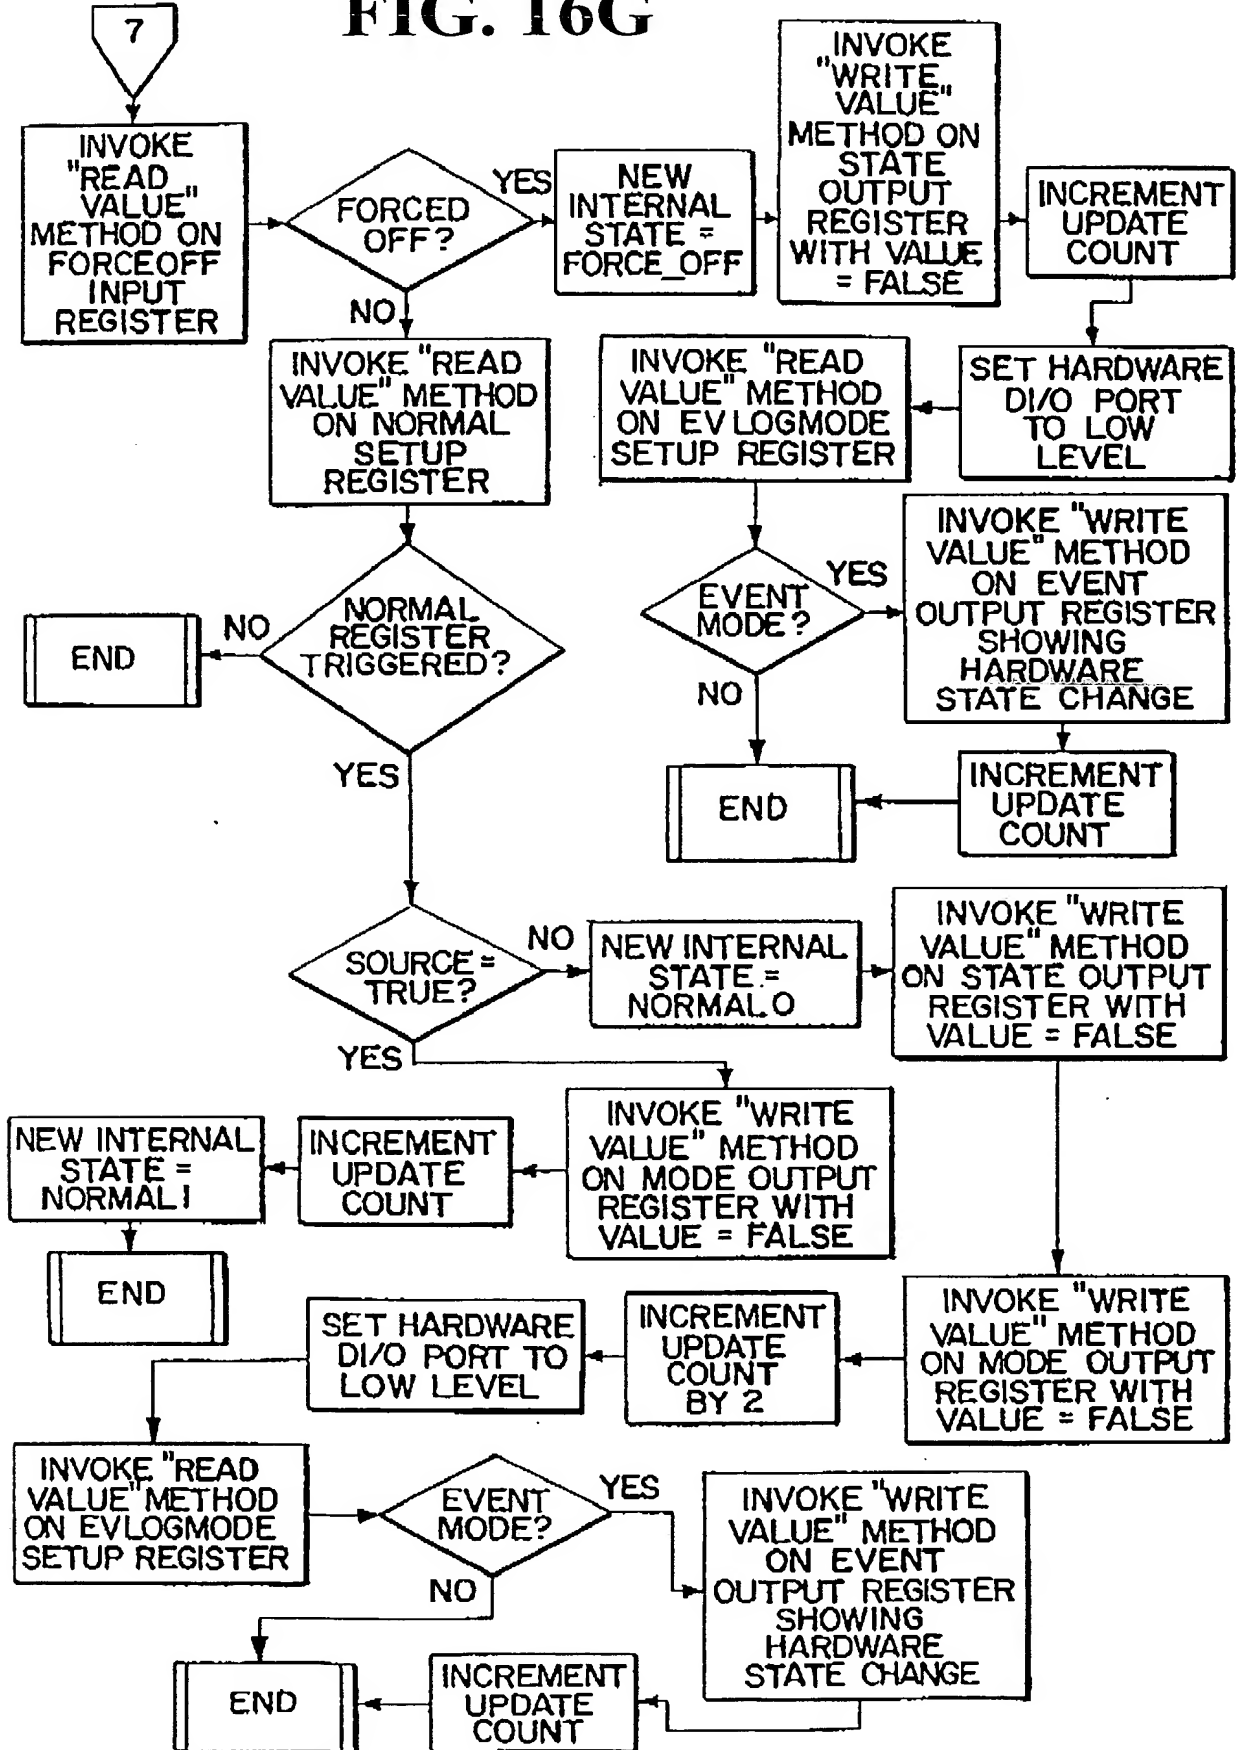 FIG. 16G
7
INVOKE
"READ
VALUE"
METHOD ON
FORCEOFF
INPUT
REGISTER
FORCED
OFF?
YES
NO
NEW
INTERNAL
STATE =
FORCE_OFF
INVOKE
"WRITE
VALUE"
METHOD ON
STATE
OUTPUT
REGISTER
WITH VALUE
= FALSE
INCREMENT
UPDATE
COUNT
SET HARDWARE
DI/O PORT
TO LOW
LEVEL
INVOKE "READ
VALUE" METHOD
ON EVLOGMODE
SETUP REGISTER
INVOKE "READ
VALUE" METHOD
ON NORMAL
SETUP
REGISTER
EVENT
MODE?
YES
NO
INVOKE "WRITE
VALUE" METHOD
ON EVENT
OUTPUT REGISTER
SHOWING
HARDWARE
STATE CHANGE
INCREMENT
UPDATE
COUNT
END
NORMAL
REGISTER
TRIGGERED?
NO
END
YES
SOURCE =
TRUE?
NO
NEW INTERNAL
STATE =
NORMAL0
INVOKE "WRITE
VALUE" METHOD
ON STATE OUTPUT
REGISTER WITH
VALUE = FALSE
YES
INVOKE "WRITE
VALUE" METHOD
ON MODE OUTPUT
REGISTER WITH
VALUE = FALSE
INCREMENT
UPDATE
COUNT
NEW INTERNAL
STATE =
NORMAL1
END
INVOKE "WRITE
VALUE" METHOD
ON MODE OUTPUT
REGISTER WITH
VALUE = FALSE
INCREMENT
UPDATE
COUNT
BY 2
SET HARDWARE
DI/O PORT TO
LOW LEVEL
INVOKE "READ
VALUE" METHOD
ON EVLOGMODE
SETUP REGISTER
EVENT
MODE?
YES
NO
INVOKE "WRITE
VALUE" METHOD
ON EVENT
OUTPUT REGISTER
SHOWING
HARDWARE
STATE CHANGE
INCREMENT
UPDATE
COUNT
END